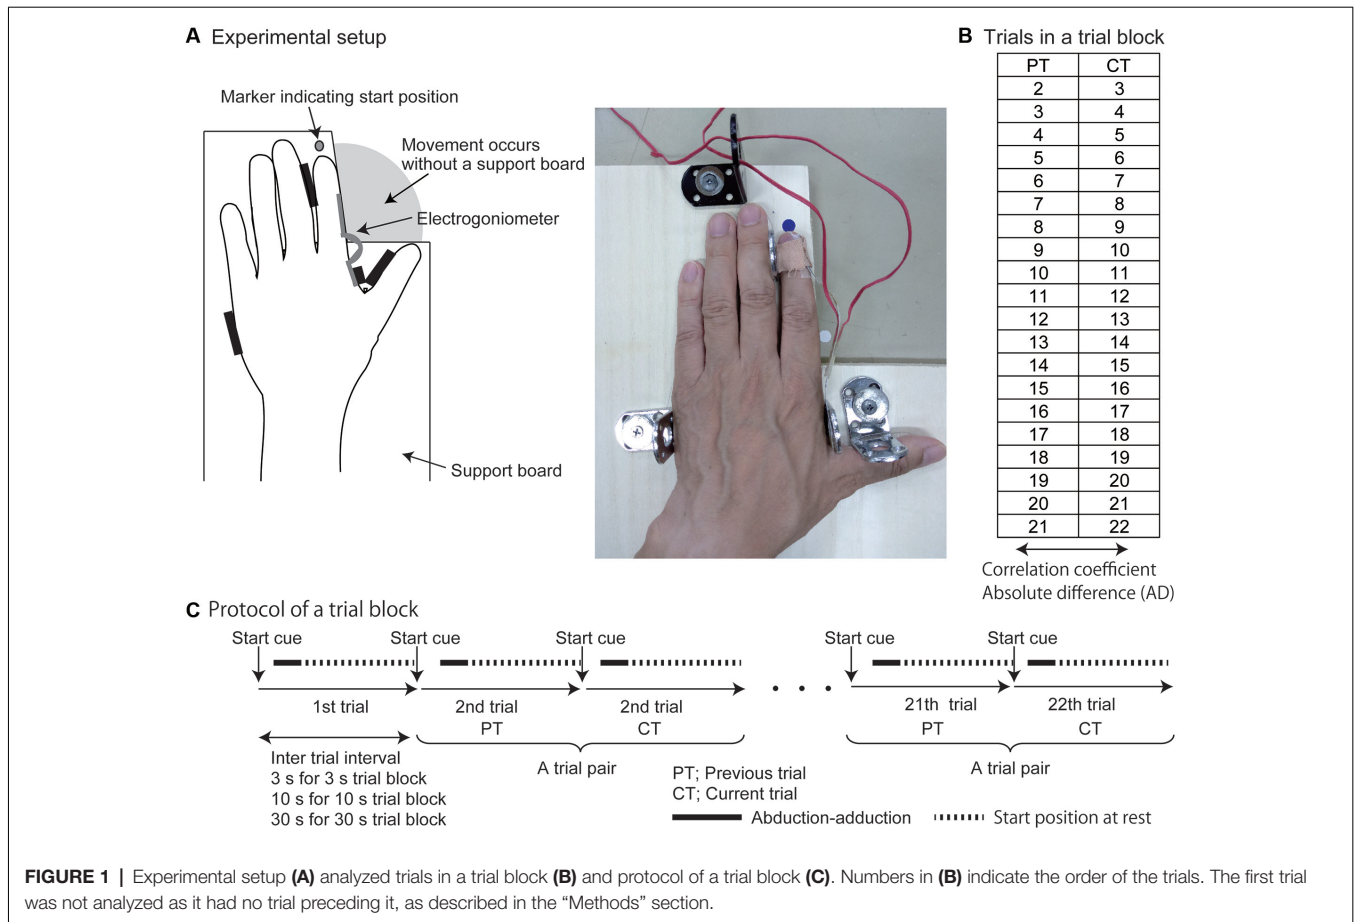 A Experimental setup
Marker indicating start position
Movement occurs
without a support board
Electrogoniometer
Support board
B Trials in a trial block
PT CT
2 3
3 4
4 5
5 6
6 7
7 8
8 9
9 10
10 11
11 12
12 13
13 14
14 15
15 16
16 17
17 18
18 19
19 20
20 21
21 22
Correlation coefficient
Absolute difference (AD)
C Protocol of a trial block
Start cue Start cue Start cue Start cue Start cue
1st trial 2nd trial 2nd trial 21th trial 22th trial
PT CT PT CT
Inter trial interval
3 s for 3 s trial block
10 s for 10 s trial block
30 s for 30 s trial block
A trial pair A trial pair
PT; Previous trial
CT; Current trial
Abduction-adduction Start position at rest
FIGURE 1 | Experimental setup (A) analyzed trials in a trial block (B) and protocol of a trial block (C). Numbers in (B) indicate the order of the trials. The first trial
was not analyzed as it had no trial preceding it, as described in the “Methods” section.